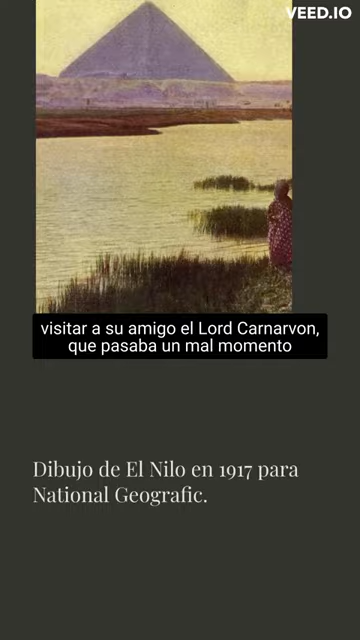 VEED.IO
visitar a su amigo el Lord Carnarvon,
que pasaba un mal momento
Dibujo de El Nilo en 1917 para
National Geografic.